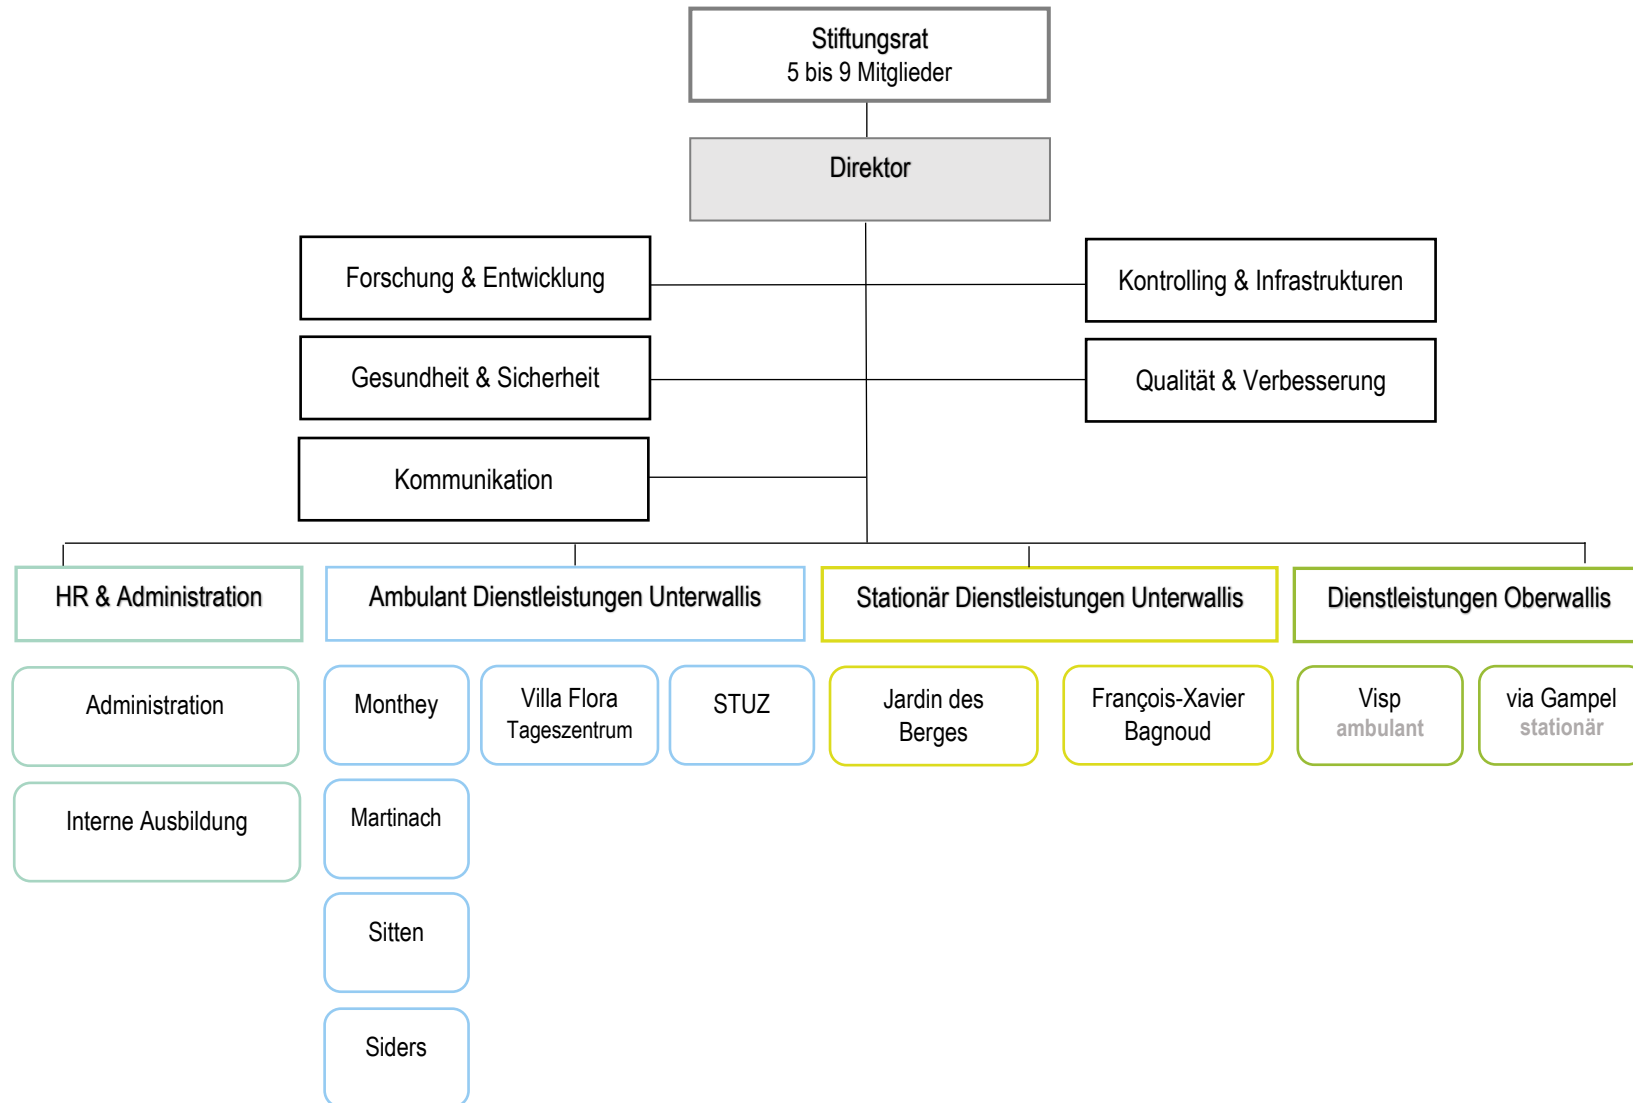 Stiftungsrat
5 bis 9 Mitglieder
Direktor
Forschung & Entwicklung
Kontrolling & Infrastrukturen
Gesundheit & Sicherheit
Qualität & Verbesserung
Kommunikation
HR & Administration
Ambulant Dienstleistungen Unterwallis
Stationär Dienstleistungen Unterwallis
Dienstleistungen Oberwallis
Administration
Interne Ausbildung
Monthey
Martinach
Sitten
Siders
Villa Flora
Tageszentrum
STUZ
Jardin des
Berges
François-Xavier
Bagnoud
Visp
ambulant
via Gampel
stationär